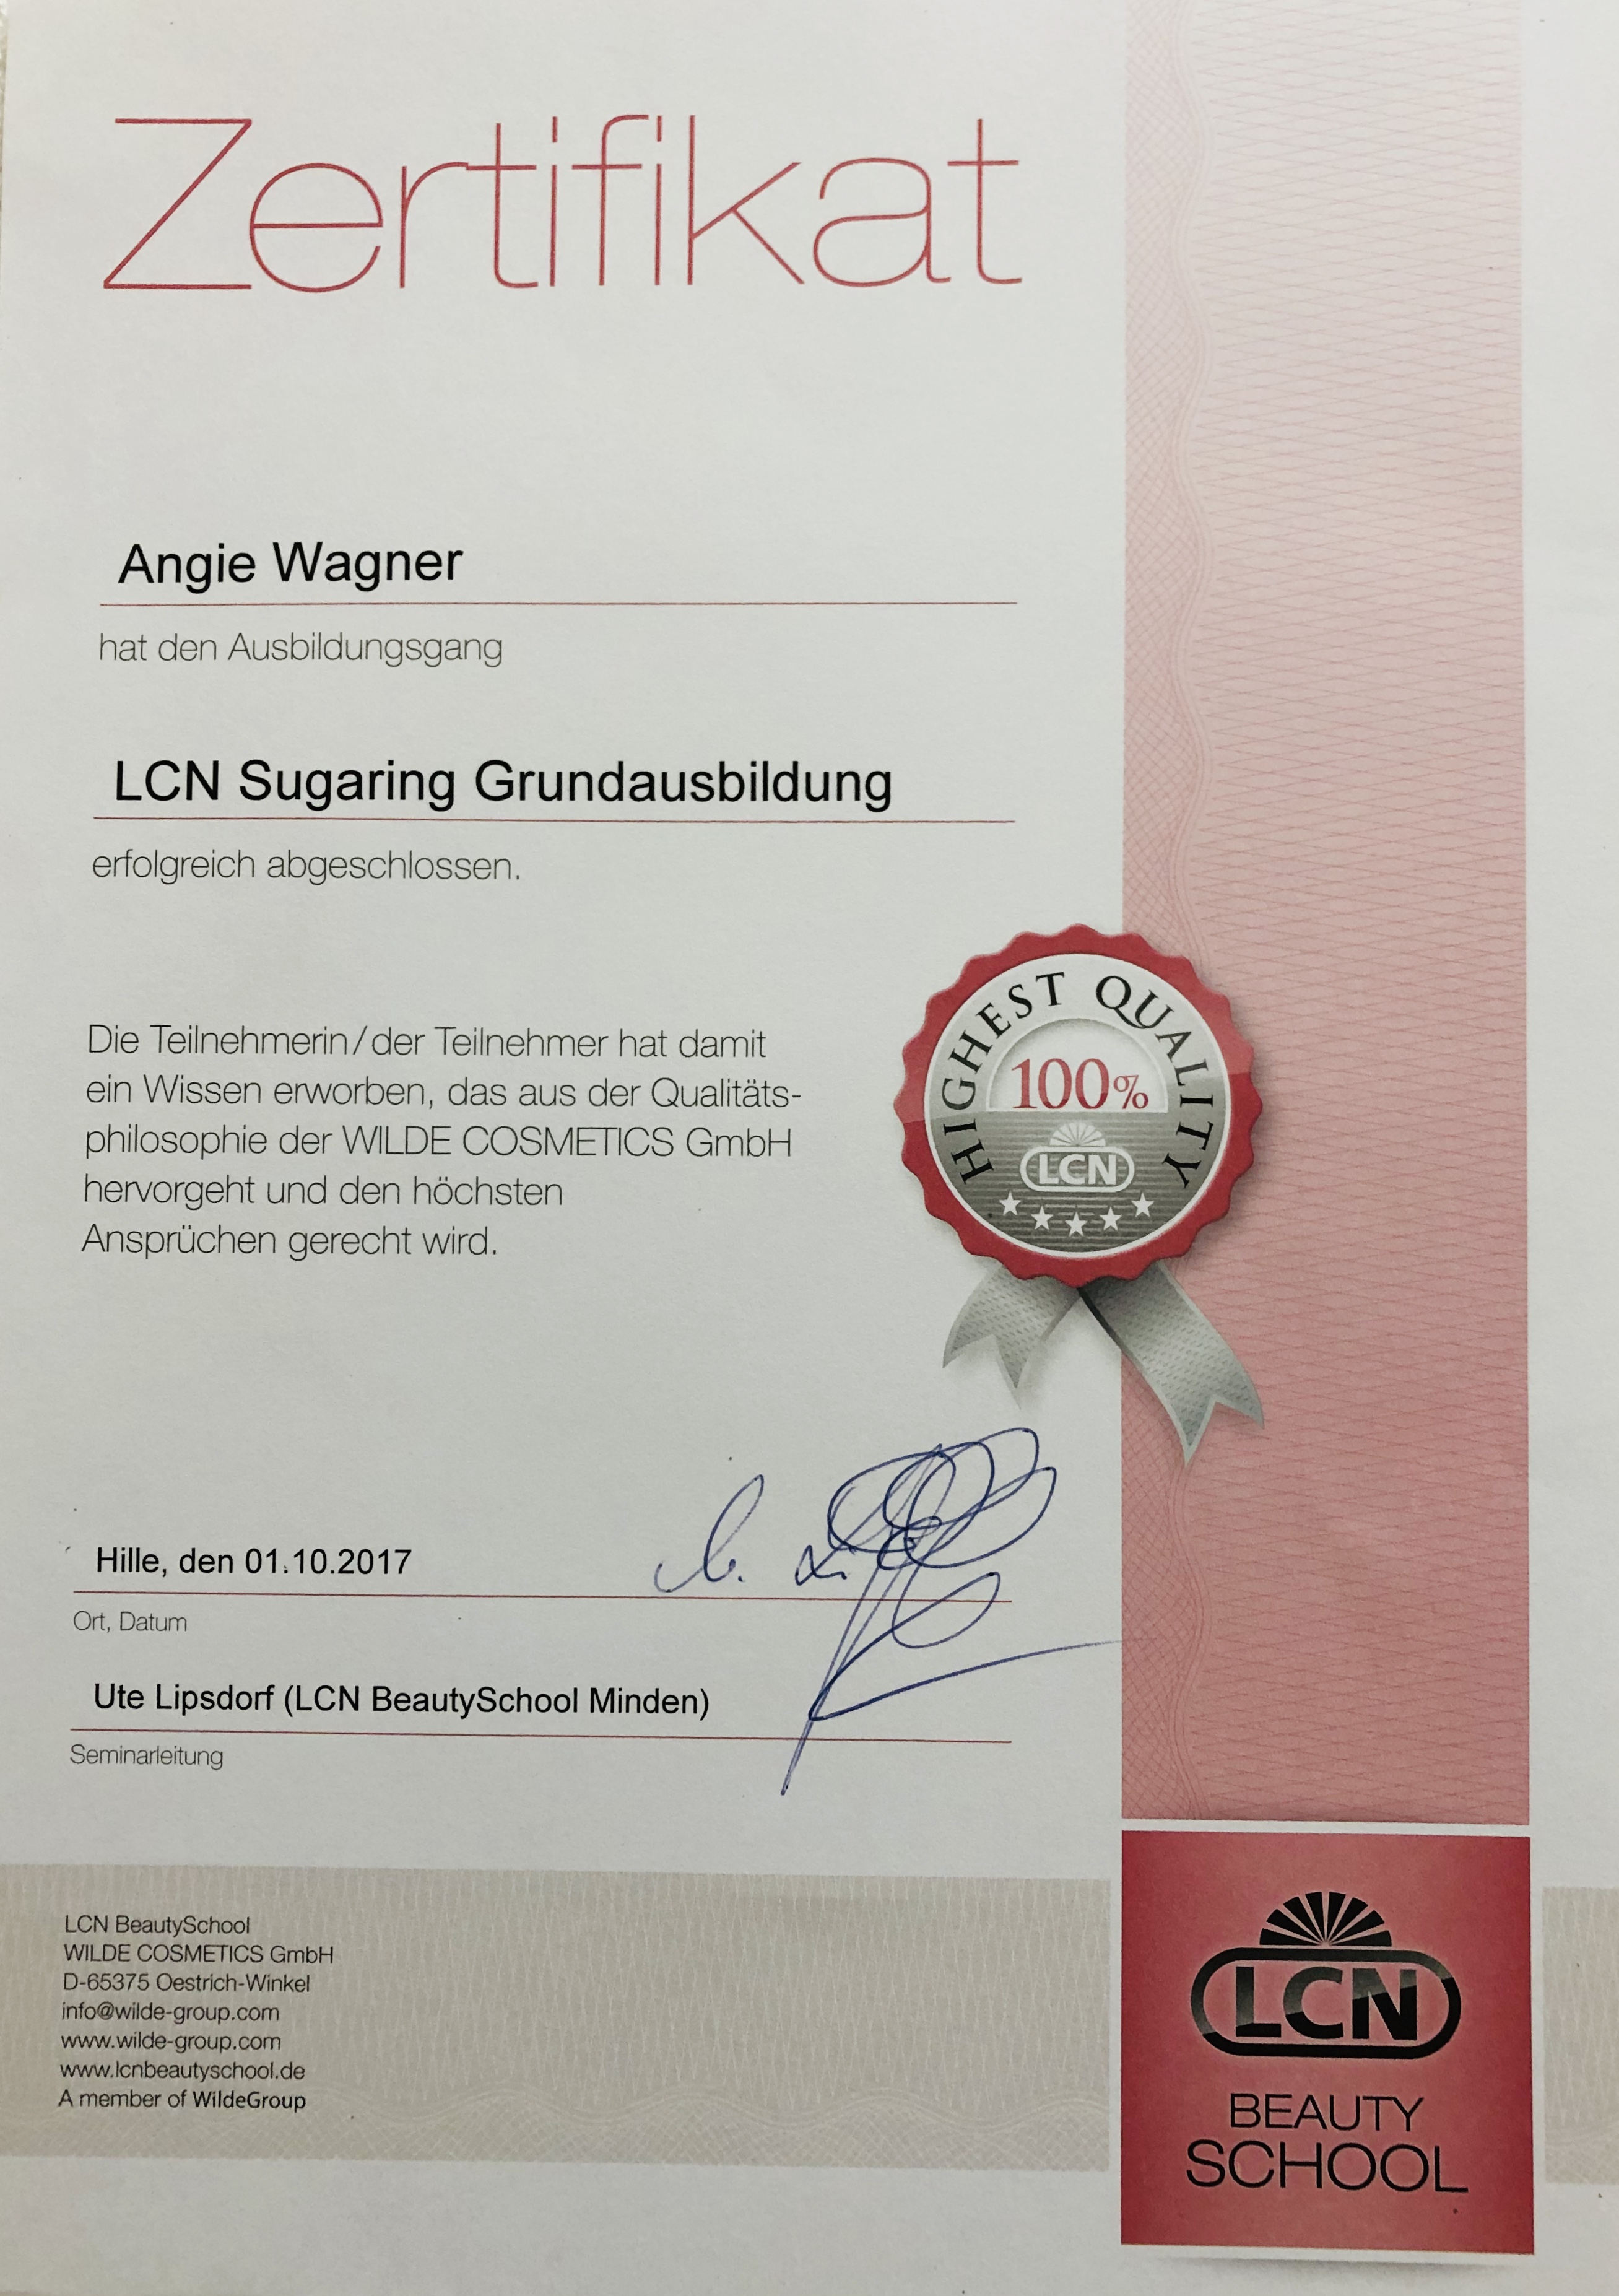 Zertifikat
Angie Wagner
hat den Ausbildungsgang
LCN Sugaring Grundausbildung
erfolgreich abgeschlossen.
Die Teilnehmerin/der Teilnehmer hat damit
ein Wissen erworben, das aus der Qualitäts-
philosophie der WILDE COSMETICS GmbH
hervorgeht und den höchsten
Ansprüchen gerecht wird.
HIGHEST QUALITY
100%
LCN
Hille, den 01.10.2017
Ort, Datum
Ute Lipsdorf (LCN BeautySchool Minden)
Seminarleitung
LCN BeautySchool
WILDE COSMETICS GmbH
D-65375 Oestrich-Winkel
info@wilde-group.com
www.wilde-group.com
www.lcnbeautyschool.de
A member of WildeGroup
LCN
BEAUTY
SCHOOL